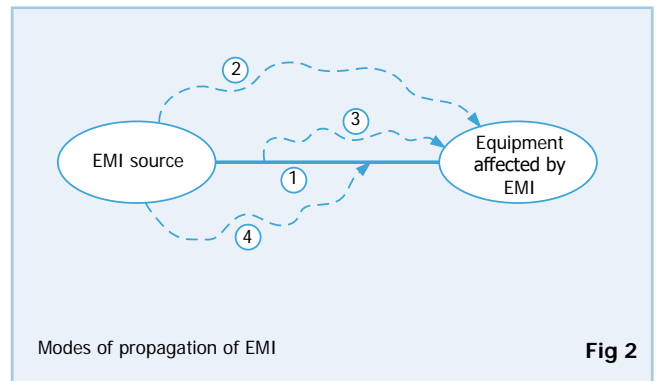 2
3
EMI source
Equipment
affected by
EMI
1
4
Modes of propagation of EMI
Fig 2